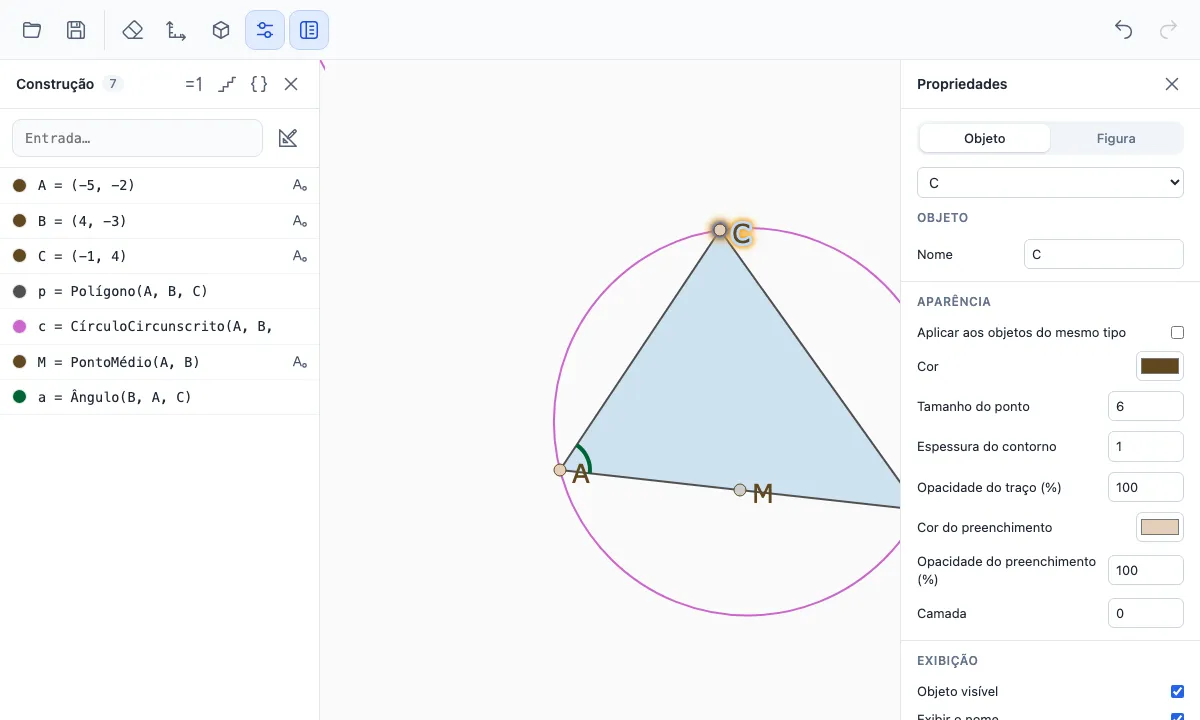 Construção 7
=1
{}
Entrada…
A = (−5, −2)
B = (4, −3)
C = (−1, 4)
p = Polígono(A, B, C)
c = CírculoCircunscrito(A, B,
M = PontoMédio(A, B)
a = Ângulo(B, A, C)
C
A
M
Propriedades
Objeto
Figura
C
OBJETO
Nome
C
APARÊNCIA
Aplicar aos objetos do mesmo tipo
Cor
Tamanho do ponto
6
Espessura do contorno
1
Opacidade do traço (%)
100
Cor do preenchimento
Opacidade do preenchimento
(%)
100
Camada
0
EXIBIÇÃO
Objeto visível
Exibir o nome